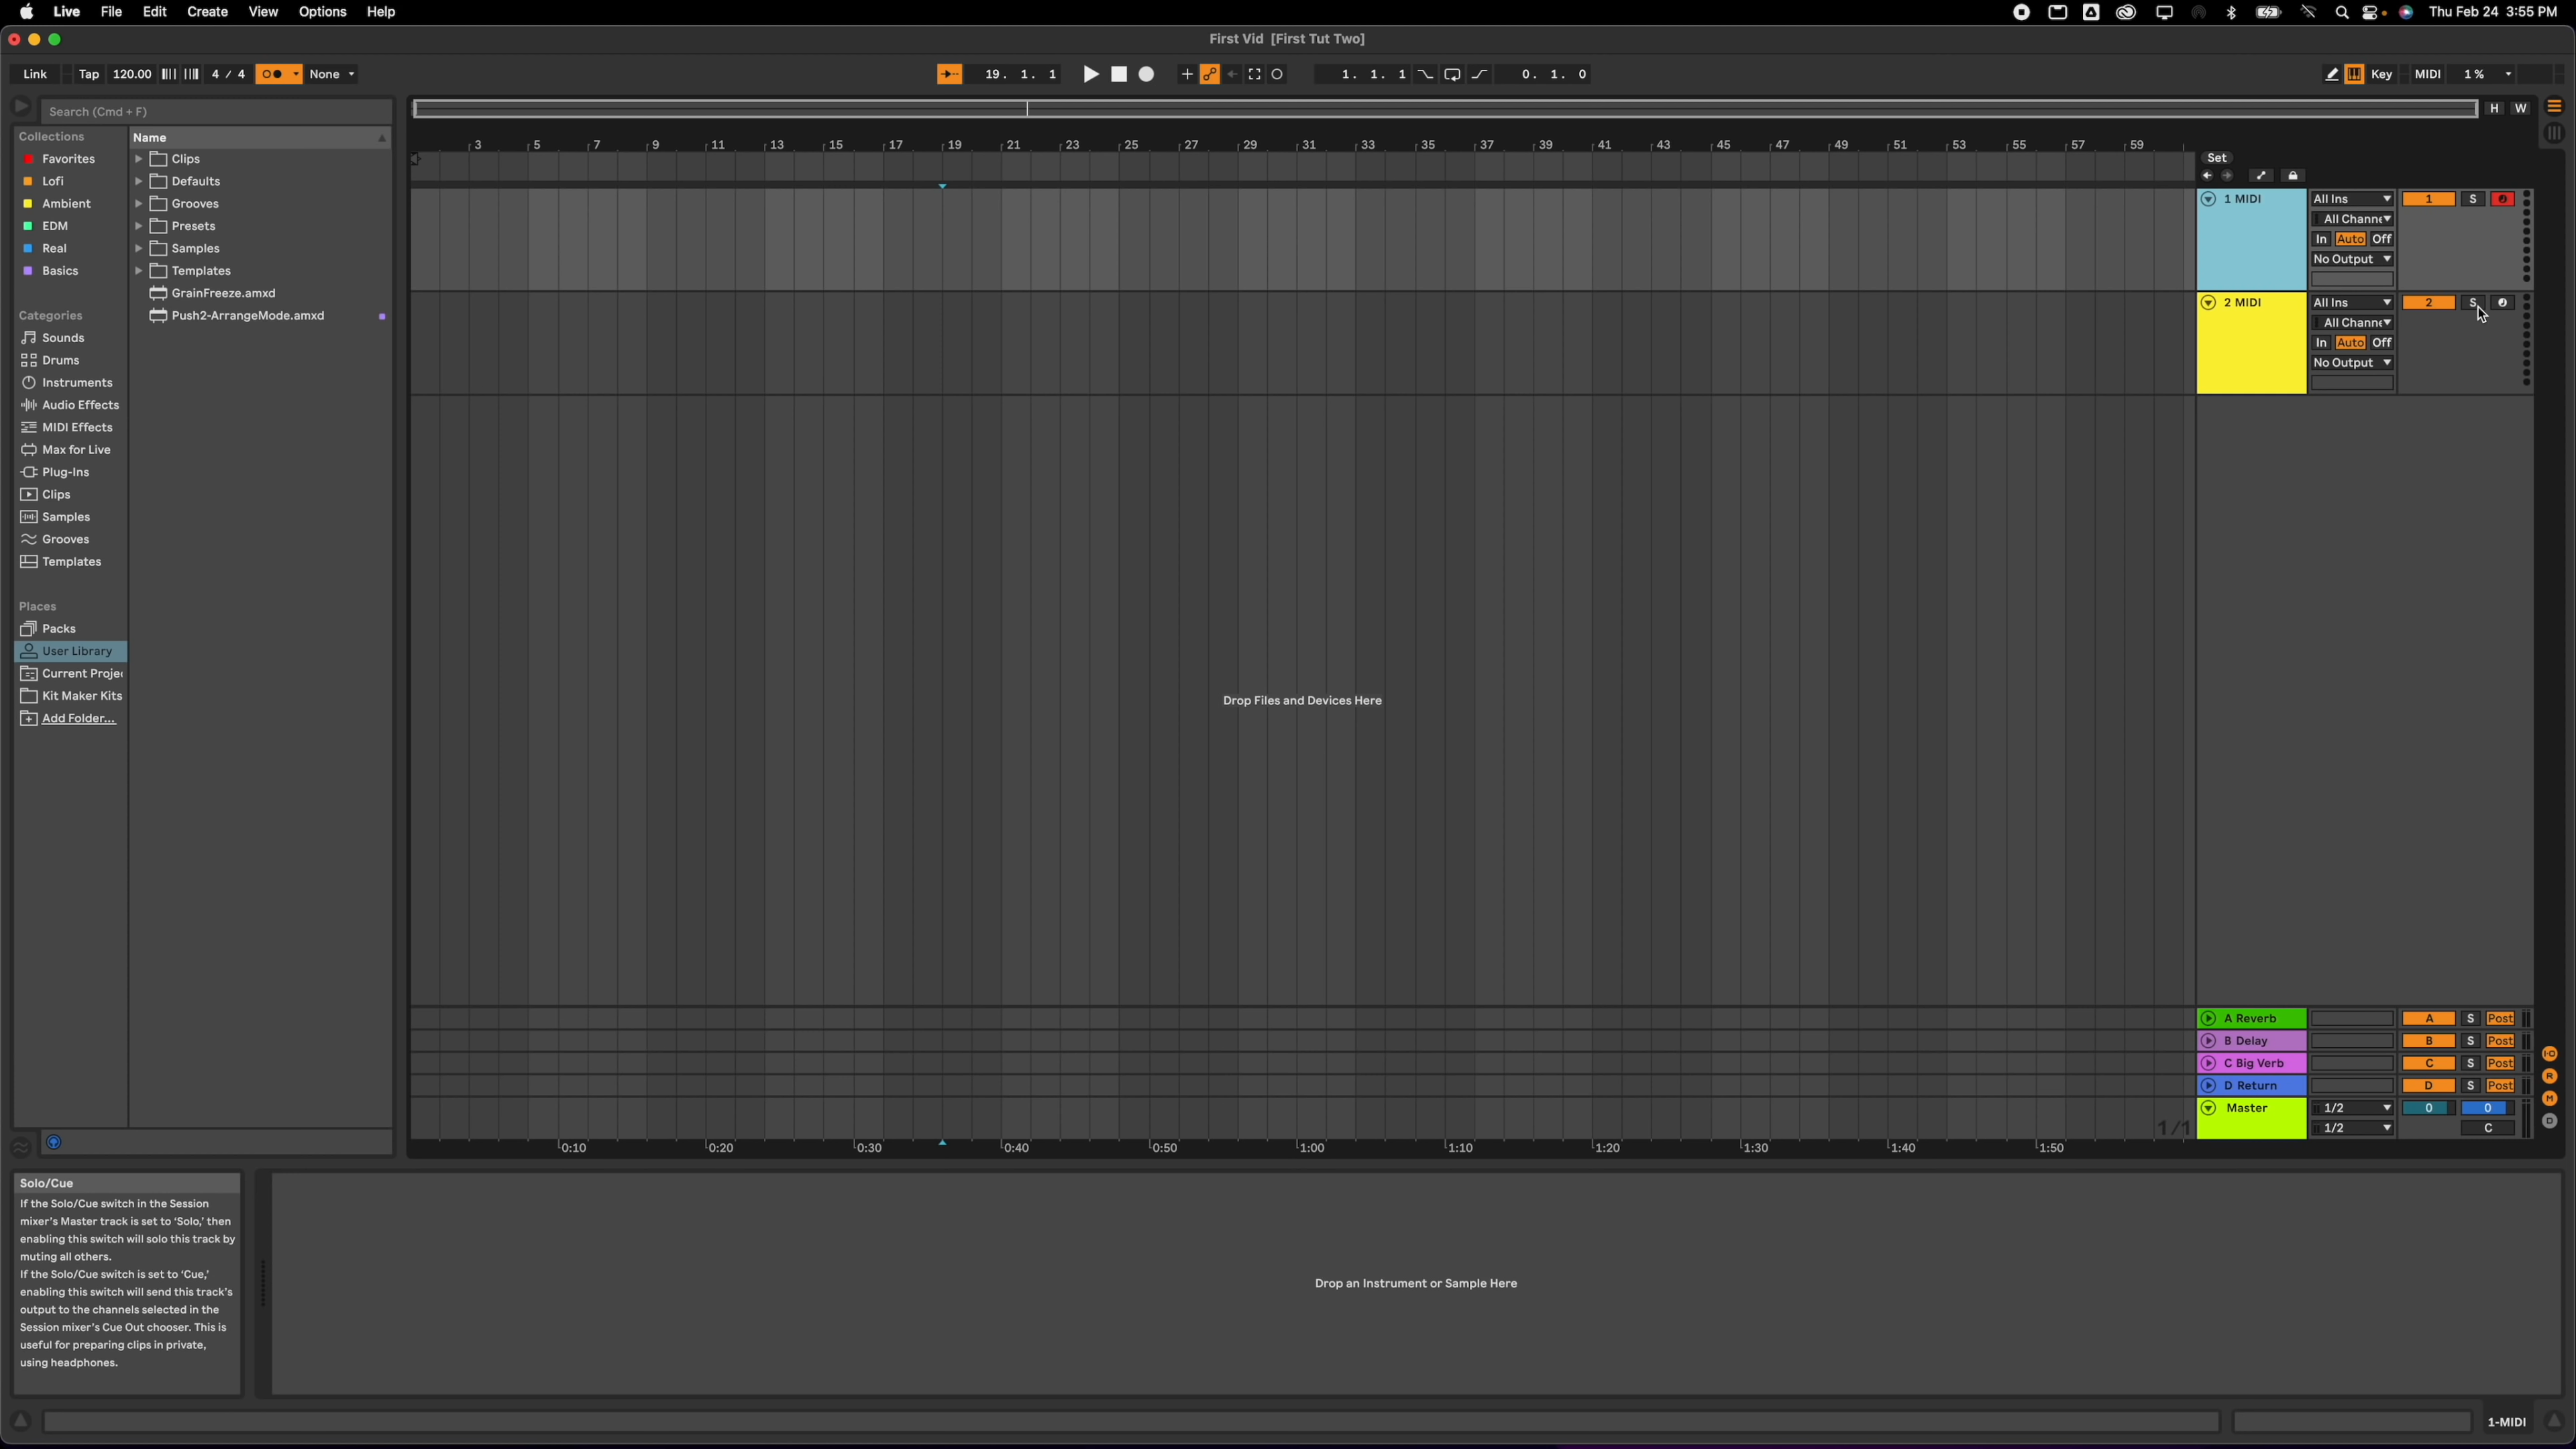 Live File Edit Create View Options Help Thu Feb 24 3:55 PM
First Vid [First Tut Two]
Link Tap 120.00 4 / 4 None 19. 1. 1 1. 1. 1 0. 1. 0 Key MIDI 1%
Search (Cmd + F) H W
Collections
Favorites
Lofi
Ambient
EDM
Real
Basics
Categories
Sounds
Drums
Instruments
Audio Effects
MIDI Effects
Max for Live
Plug-Ins
Clips
Samples
Grooves
Templates
Places
Packs
User Library
Current Projec
Kit Maker Kits
Add Folder...
Name
Clips
Defaults
Grooves
Presets
Samples
Templates
GrainFreeze.amxd
Push2-ArrangeMode.amxd
3 5 7 9 11 13 15 17 19 21 23 25 27 29 31 33 35 37 39 41 43 45 47 49 51 53 55 57 59
Set
1 MIDI All Ins 1 S
All Channe
In Auto Off
No Output
2 MIDI All Ins 2 S
All Channe
In Auto Off
No Output
Drop Files and Devices Here
A Reverb A S Post
B Delay B S Post
C Big Verb C S Post
D Return D S Post
Master 1/2 0 0
1/1 1/2 C
I-O
R
M
D
0:10 0:20 0:30 0:40 0:50 1:00 1:10 1:20 1:30 1:40 1:50
Solo/Cue
If the Solo/Cue switch in the Session
mixer's Master track is set to 'Solo,' then
enabling this switch will solo this track by
muting all others.
If the Solo/Cue switch is set to 'Cue,'
enabling this switch will send this track's
output to the channels selected in the
Session mixer's Cue Out chooser. This is
useful for preparing clips in private,
using headphones.
Drop an Instrument or Sample Here
1-MIDI